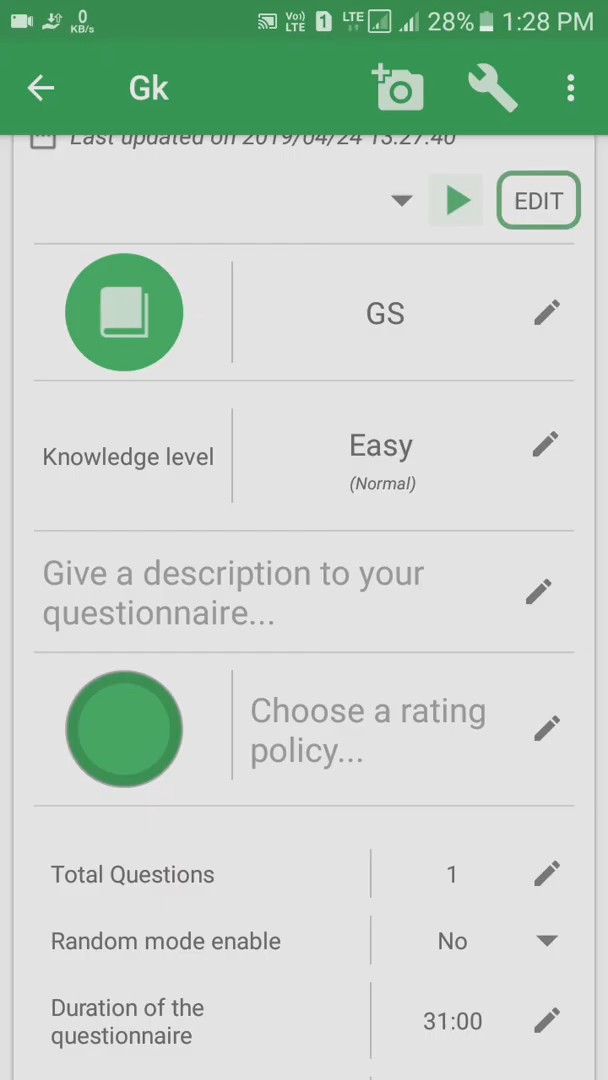 0
KB/s
Vo))
LTE
1
LTE
28%
1:28 PM
Gk
Last updated on 2019/04/24 13:27:40
EDIT
GS
Knowledge level
Easy
(Normal)
Give a description to your
questionnaire...
Choose a rating
policy...
Total Questions
1
Random mode enable
No
Duration of the
questionnaire
31:00